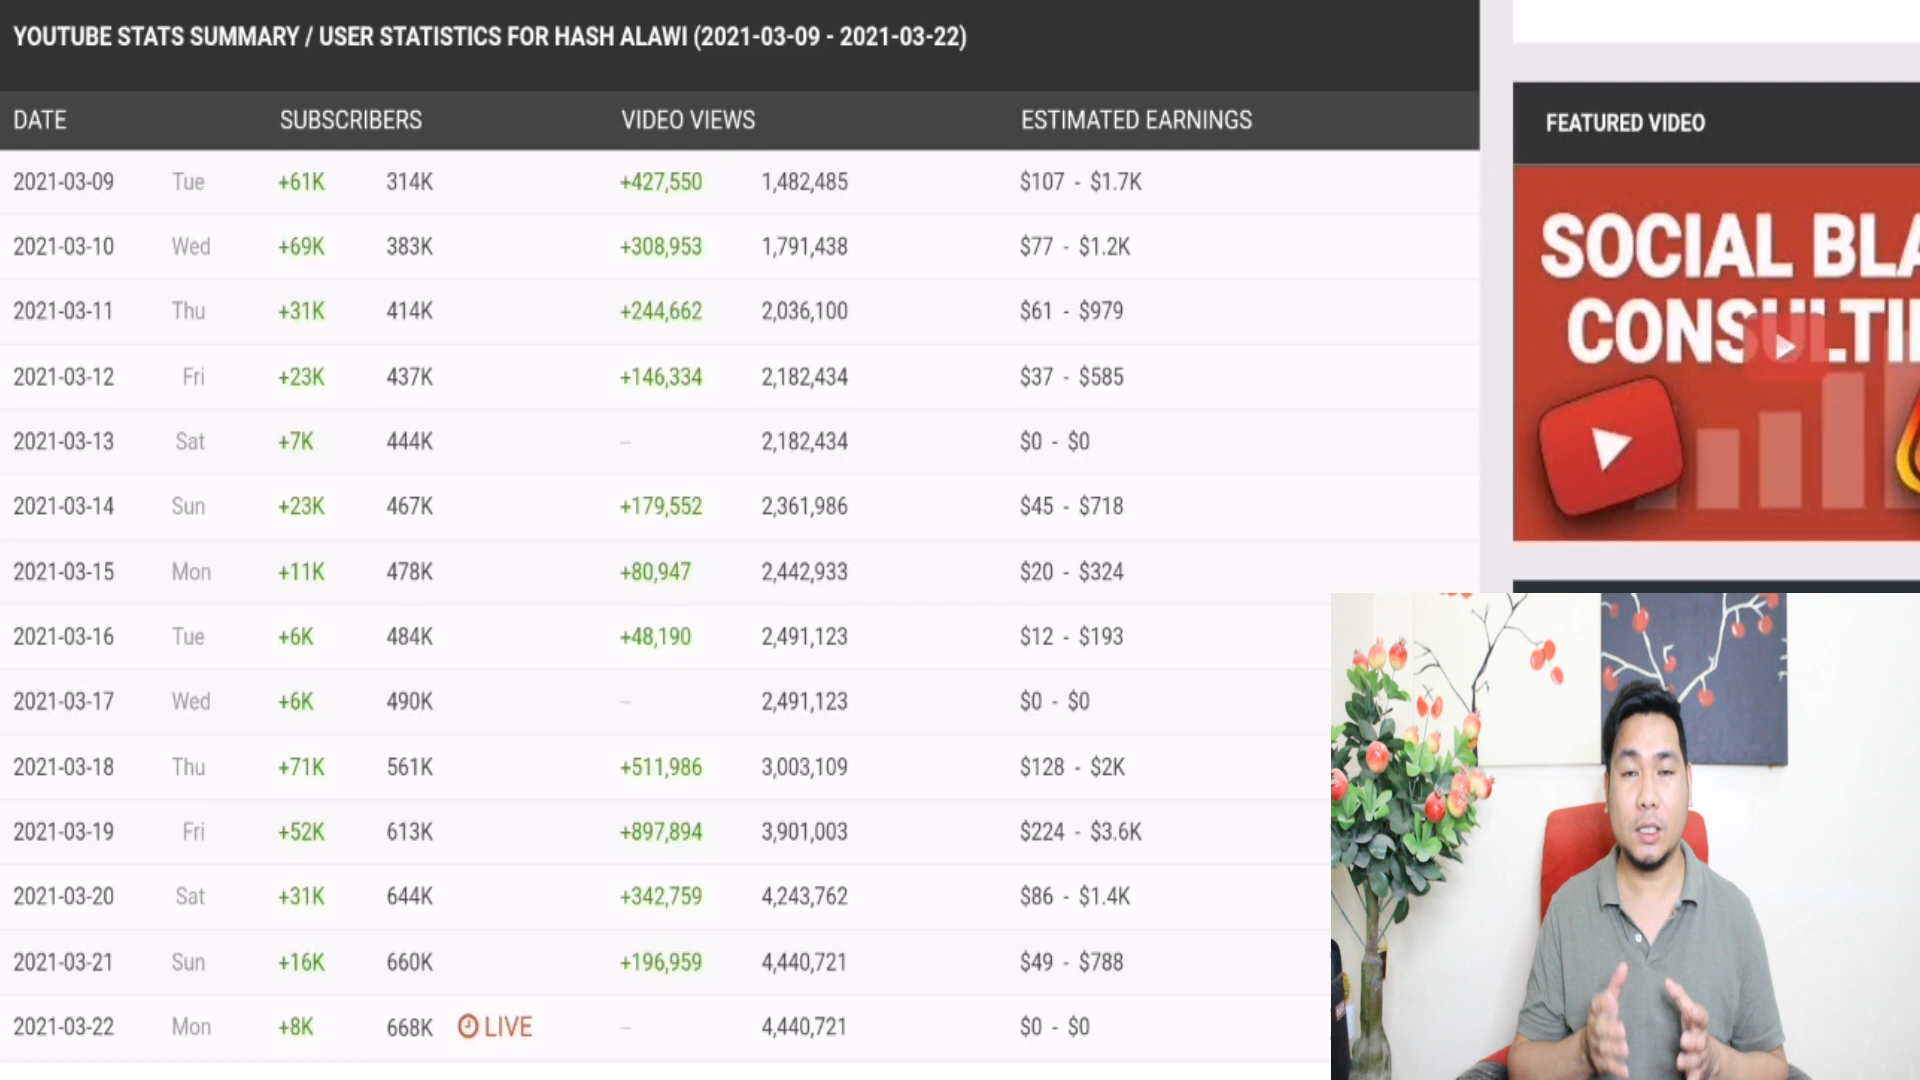 YOUTUBE STATS SUMMARY / USER STATISTICS FOR HASH ALAWI (2021-03-09 - 2021-03-22)
DATE SUBSCRIBERS VIDEO VIEWS ESTIMATED EARNINGS
2021-03-09 Tue +61K 314K +427,550 1,482,485 $107 - $1.7K
2021-03-10 Wed +69K 383K +308,953 1,791,438 $77 - $1.2K
2021-03-11 Thu +31K 414K +244,662 2,036,100 $61 - $979
2021-03-12 Fri +23K 437K +146,334 2,182,434 $37 - $585
2021-03-13 Sat +7K 444K -- 2,182,434 $0 - $0
2021-03-14 Sun +23K 467K +179,552 2,361,986 $45 - $718
2021-03-15 Mon +11K 478K +80,947 2,442,933 $20 - $324
2021-03-16 Tue +6K 484K +48,190 2,491,123 $12 - $193
2021-03-17 Wed +6K 490K -- 2,491,123 $0 - $0
2021-03-18 Thu +71K 561K +511,986 3,003,109 $128 - $2K
2021-03-19 Fri +52K 613K +897,894 3,901,003 $224 - $3.6K
2021-03-20 Sat +31K 644K +342,759 4,243,762 $86 - $1.4K
2021-03-21 Sun +16K 660K +196,959 4,440,721 $49 - $788
2021-03-22 Mon +8K 668K LIVE -- 4,440,721 $0 - $0
FEATURED VIDEO
SOCIAL BLA